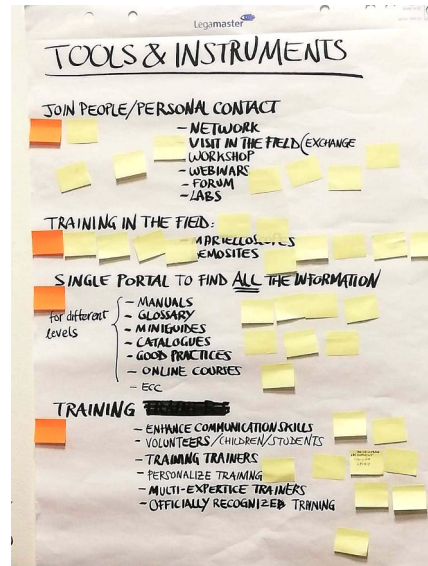 Legamaster
TOOLS & INSTRUMENTS
JOIN PEOPLE/PERSONAL CONTACT
- NETWORK
- VISIT IN THE FIELD (EXCHANGE
- WORKSHOP
- WEBINARS
- FORUM
- LABS
TRAINING IN THE FIELD:
- MARTELLOSCOPES
- DEMOSITES
SINGLE PORTAL TO FIND ALL THE INFORMATION
for different levels
- MANUALS
- GLOSSARY
- MINIGUIDES
- CATALOGUES
- GOOD PRACTICES
- ONLINE COURSES
- ECC
TRAINING
- ENHANCE COMMUNICATION SKILLS
- VOLUNTEERS/CHILDREN/STUDENTS
- TRAINING TRAINERS
- PERSONALIZE TRAINING
- MULTI-EXPERTICE TRAINERS
- OFFICIALLY RECOGNIZED TRAINING